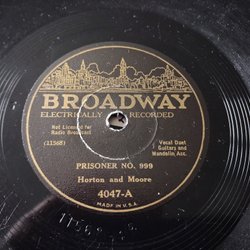 BROADWAY
ELECTRICALLY RECORDED
Not Licensed for
Radio Broadcast
(11568)
Vocal Duet
Guitars and
Mandolin, Acc.
PRISONER NO. 999
Horton and Moore
4047-A
MADE IN U.S.A.